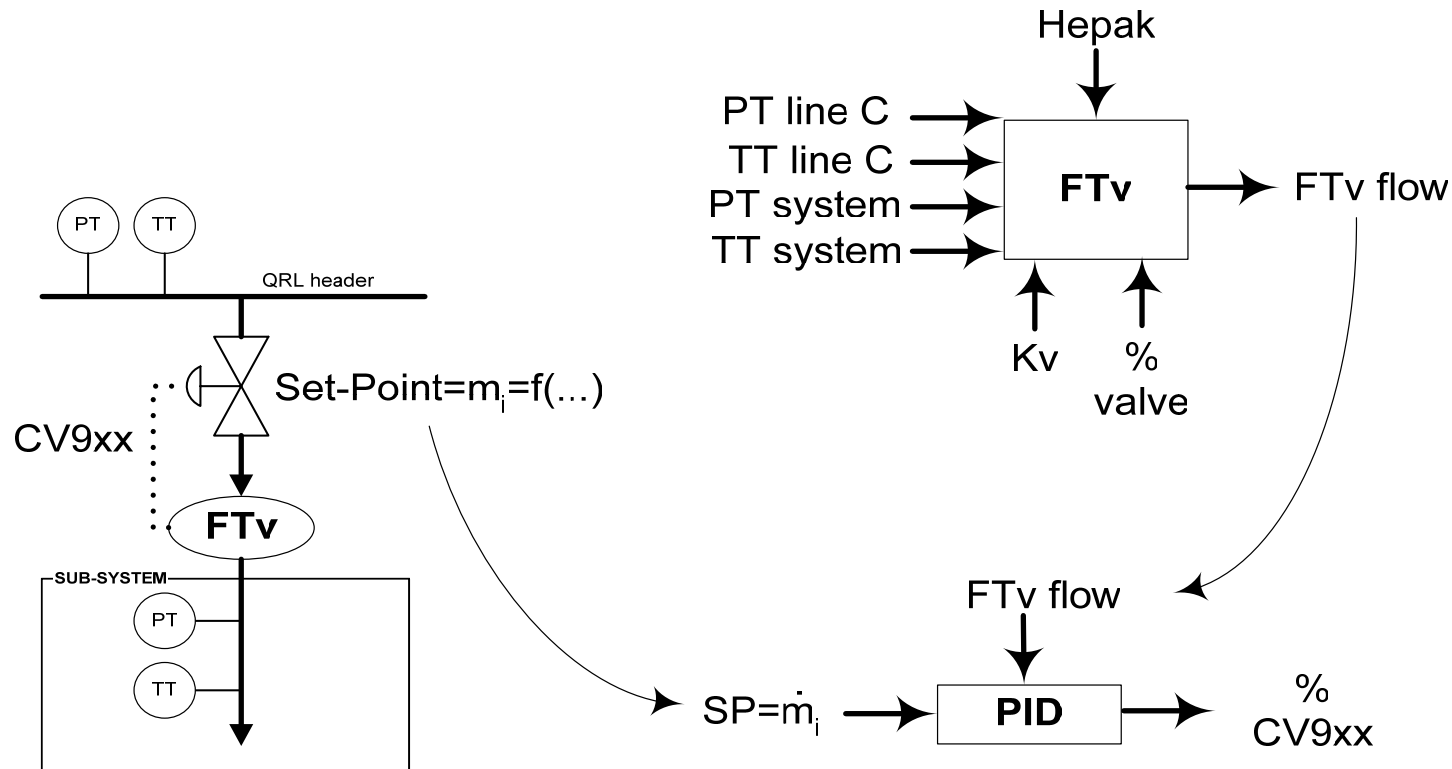 Hepak
PT line C
TT line C
PT system
TT system
FTv
FTv flow
Kv
%
valve
PT
TT
QRL header
Set-Point=mi=f(...)
CV9xx
FTv
SUB-SYSTEM
PT
TT
FTv flow
SP=ṁi
PID
%
CV9xx